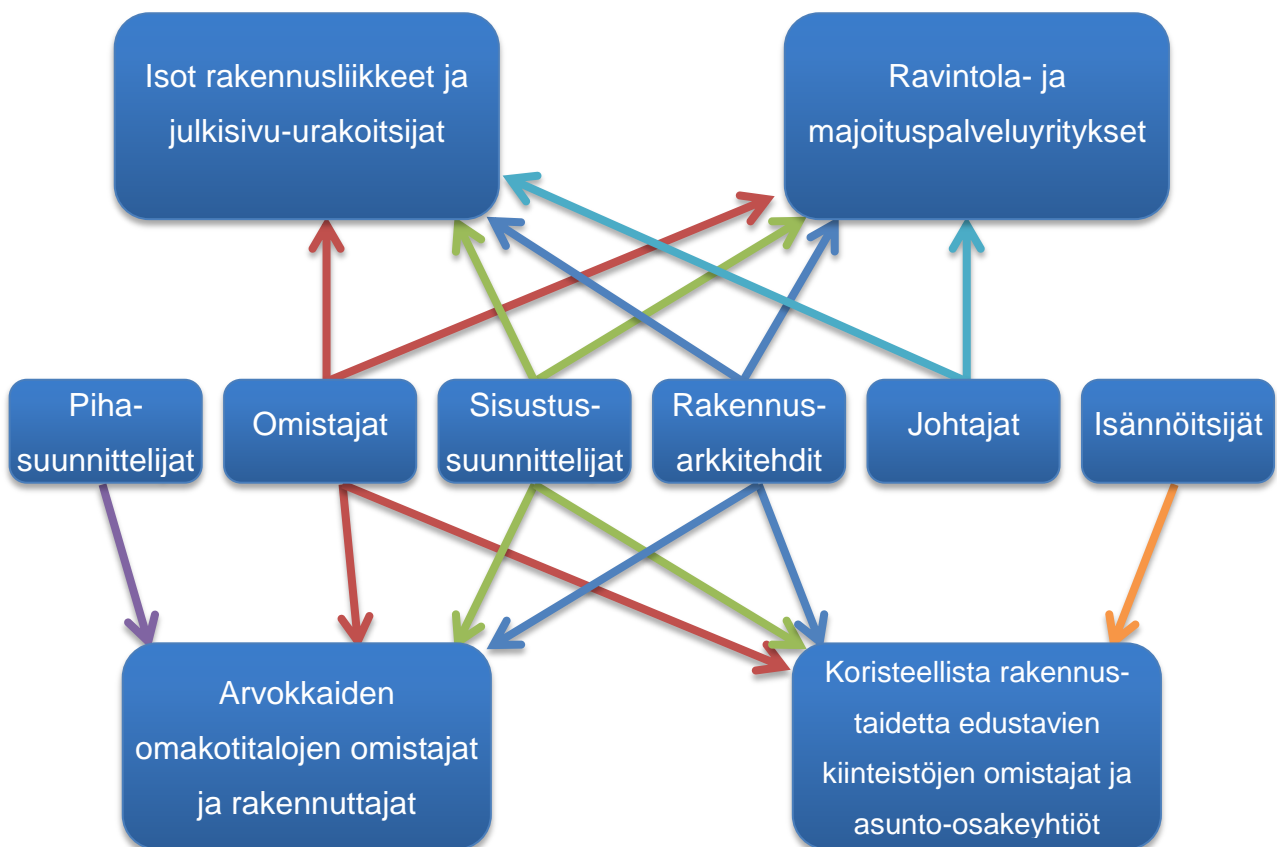 Isot rakennusliikkeet ja
julkisivu-urakoitsijat
Ravintola- ja
majoituspalveluyritykset
Piha-
suunnittelijat
Omistajat
Sisustus-
suunnittelijat
Rakennus-
arkkitehdit
Johtajat
Isännöitsijät
Arvokkaiden
omakotitalojen omistajat
ja rakennuttajat
Koristeellista rakennus-
taidetta edustavien
kiinteistöjen omistajat ja
asunto-osakeyhtiöt